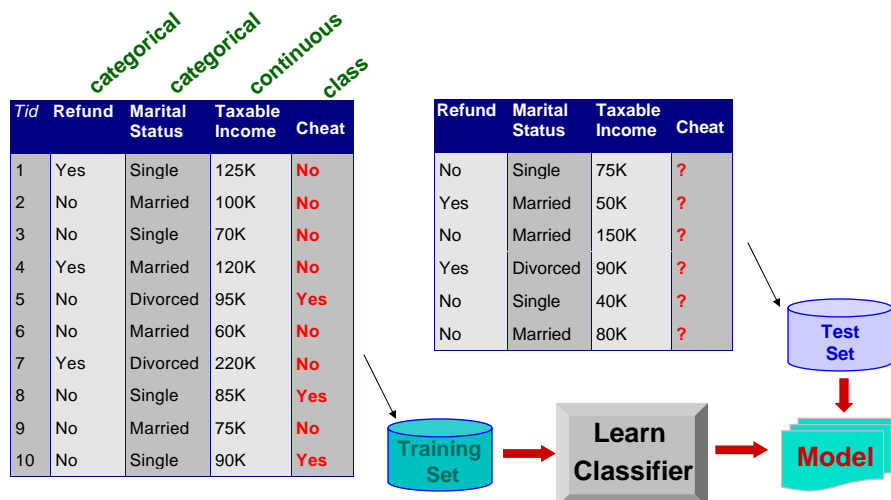 categorical
categorical
continuous
class
Tid Refund Marital Status Taxable Income Cheat
1 Yes Single 125K No
2 No Married 100K No
3 No Single 70K No
4 Yes Married 120K No
5 No Divorced 95K Yes
6 No Married 60K No
7 Yes Divorced 220K No
8 No Single 85K Yes
9 No Married 75K No
10 No Single 90K Yes
Refund Marital Status Taxable Income Cheat
No Single 75K ?
Yes Married 50K ?
No Married 150K ?
Yes Divorced 90K ?
No Single 40K ?
No Married 80K ?
Test
Set
Training
Set
Learn
Classifier
Model